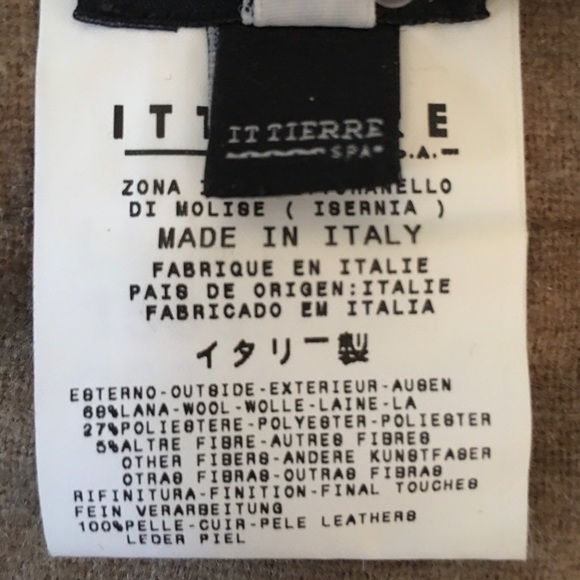 ITTIERRE
SPA
ITT R E
.A.
ZONA
DI MOLISE ( ISERNIA )
MADE IN ITALY
FABRIQUE EN ITALIE
PAIS DE ORIGEN:ITALIE
FABRICADO EM ITALIA
イタリー製
ESTERNO-OUTSIDE-EXTERIEUR-AUSEN
68%LANA-WOOL-WOLLE-LAINE-LA
27%POLIESTERE-POLYESTER-POLIESTER
5%ALTRE FIBRE-AUTRES FIBRES
OTHER FIBERS-ANDERE KUNSTFASER
OTRAS FIBRAS-OUTRAS FIBRAS
RIFINITURA-FINITION-FINAL TOUCHES
FEIN VERARBEITUNG
100%PELLE-CUIR-PELE LEATHERS
LEDER PIEL